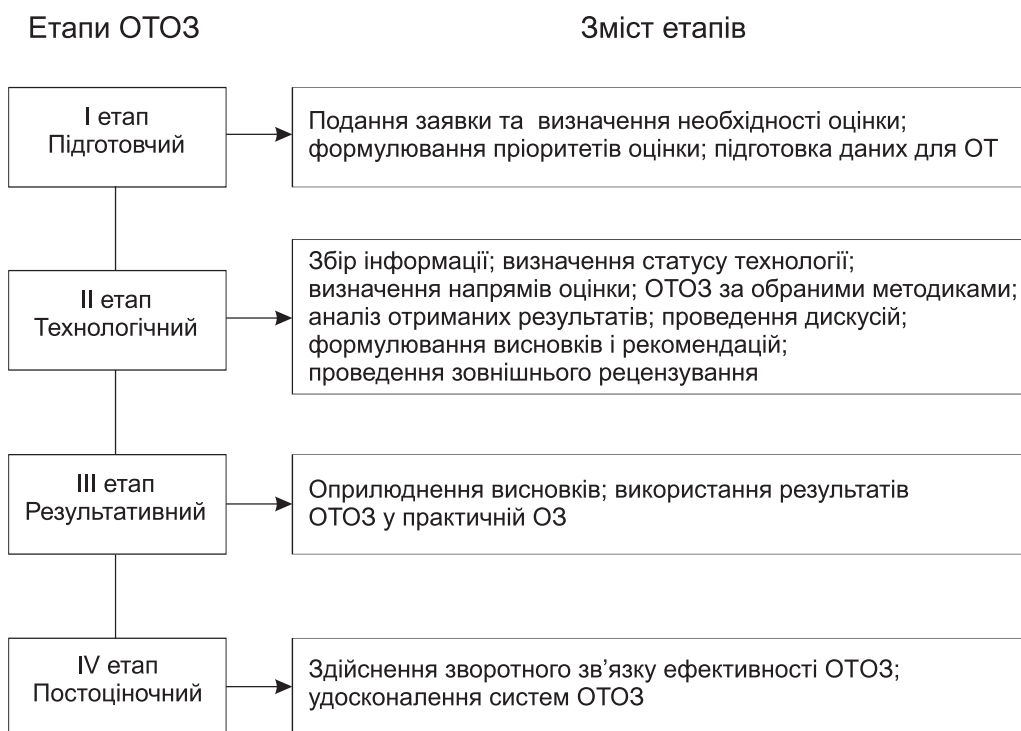 Етапи ОТОЗ
Зміст етапів
І етап
Підготовчий
Подання заявки та визначення необхідності оцінки;
формулювання пріоритетів оцінки; підготовка даних для ОТ
ІІ етап
Технологічний
Збір інформації; визначення статусу технології;
визначення напрямів оцінки; ОТОЗ за обраними методиками;
аналіз отриманих результатів; проведення дискусій;
формулювання висновків і рекомендацій;
проведення зовнішнього рецензування
ІІІ етап
Результативний
Оприлюднення висновків; використання результатів
ОТОЗ у практичній ОЗ
IV етап
Постоціночний
Здійснення зворотного зв’язку ефективності ОТОЗ;
удосконалення систем ОТОЗ